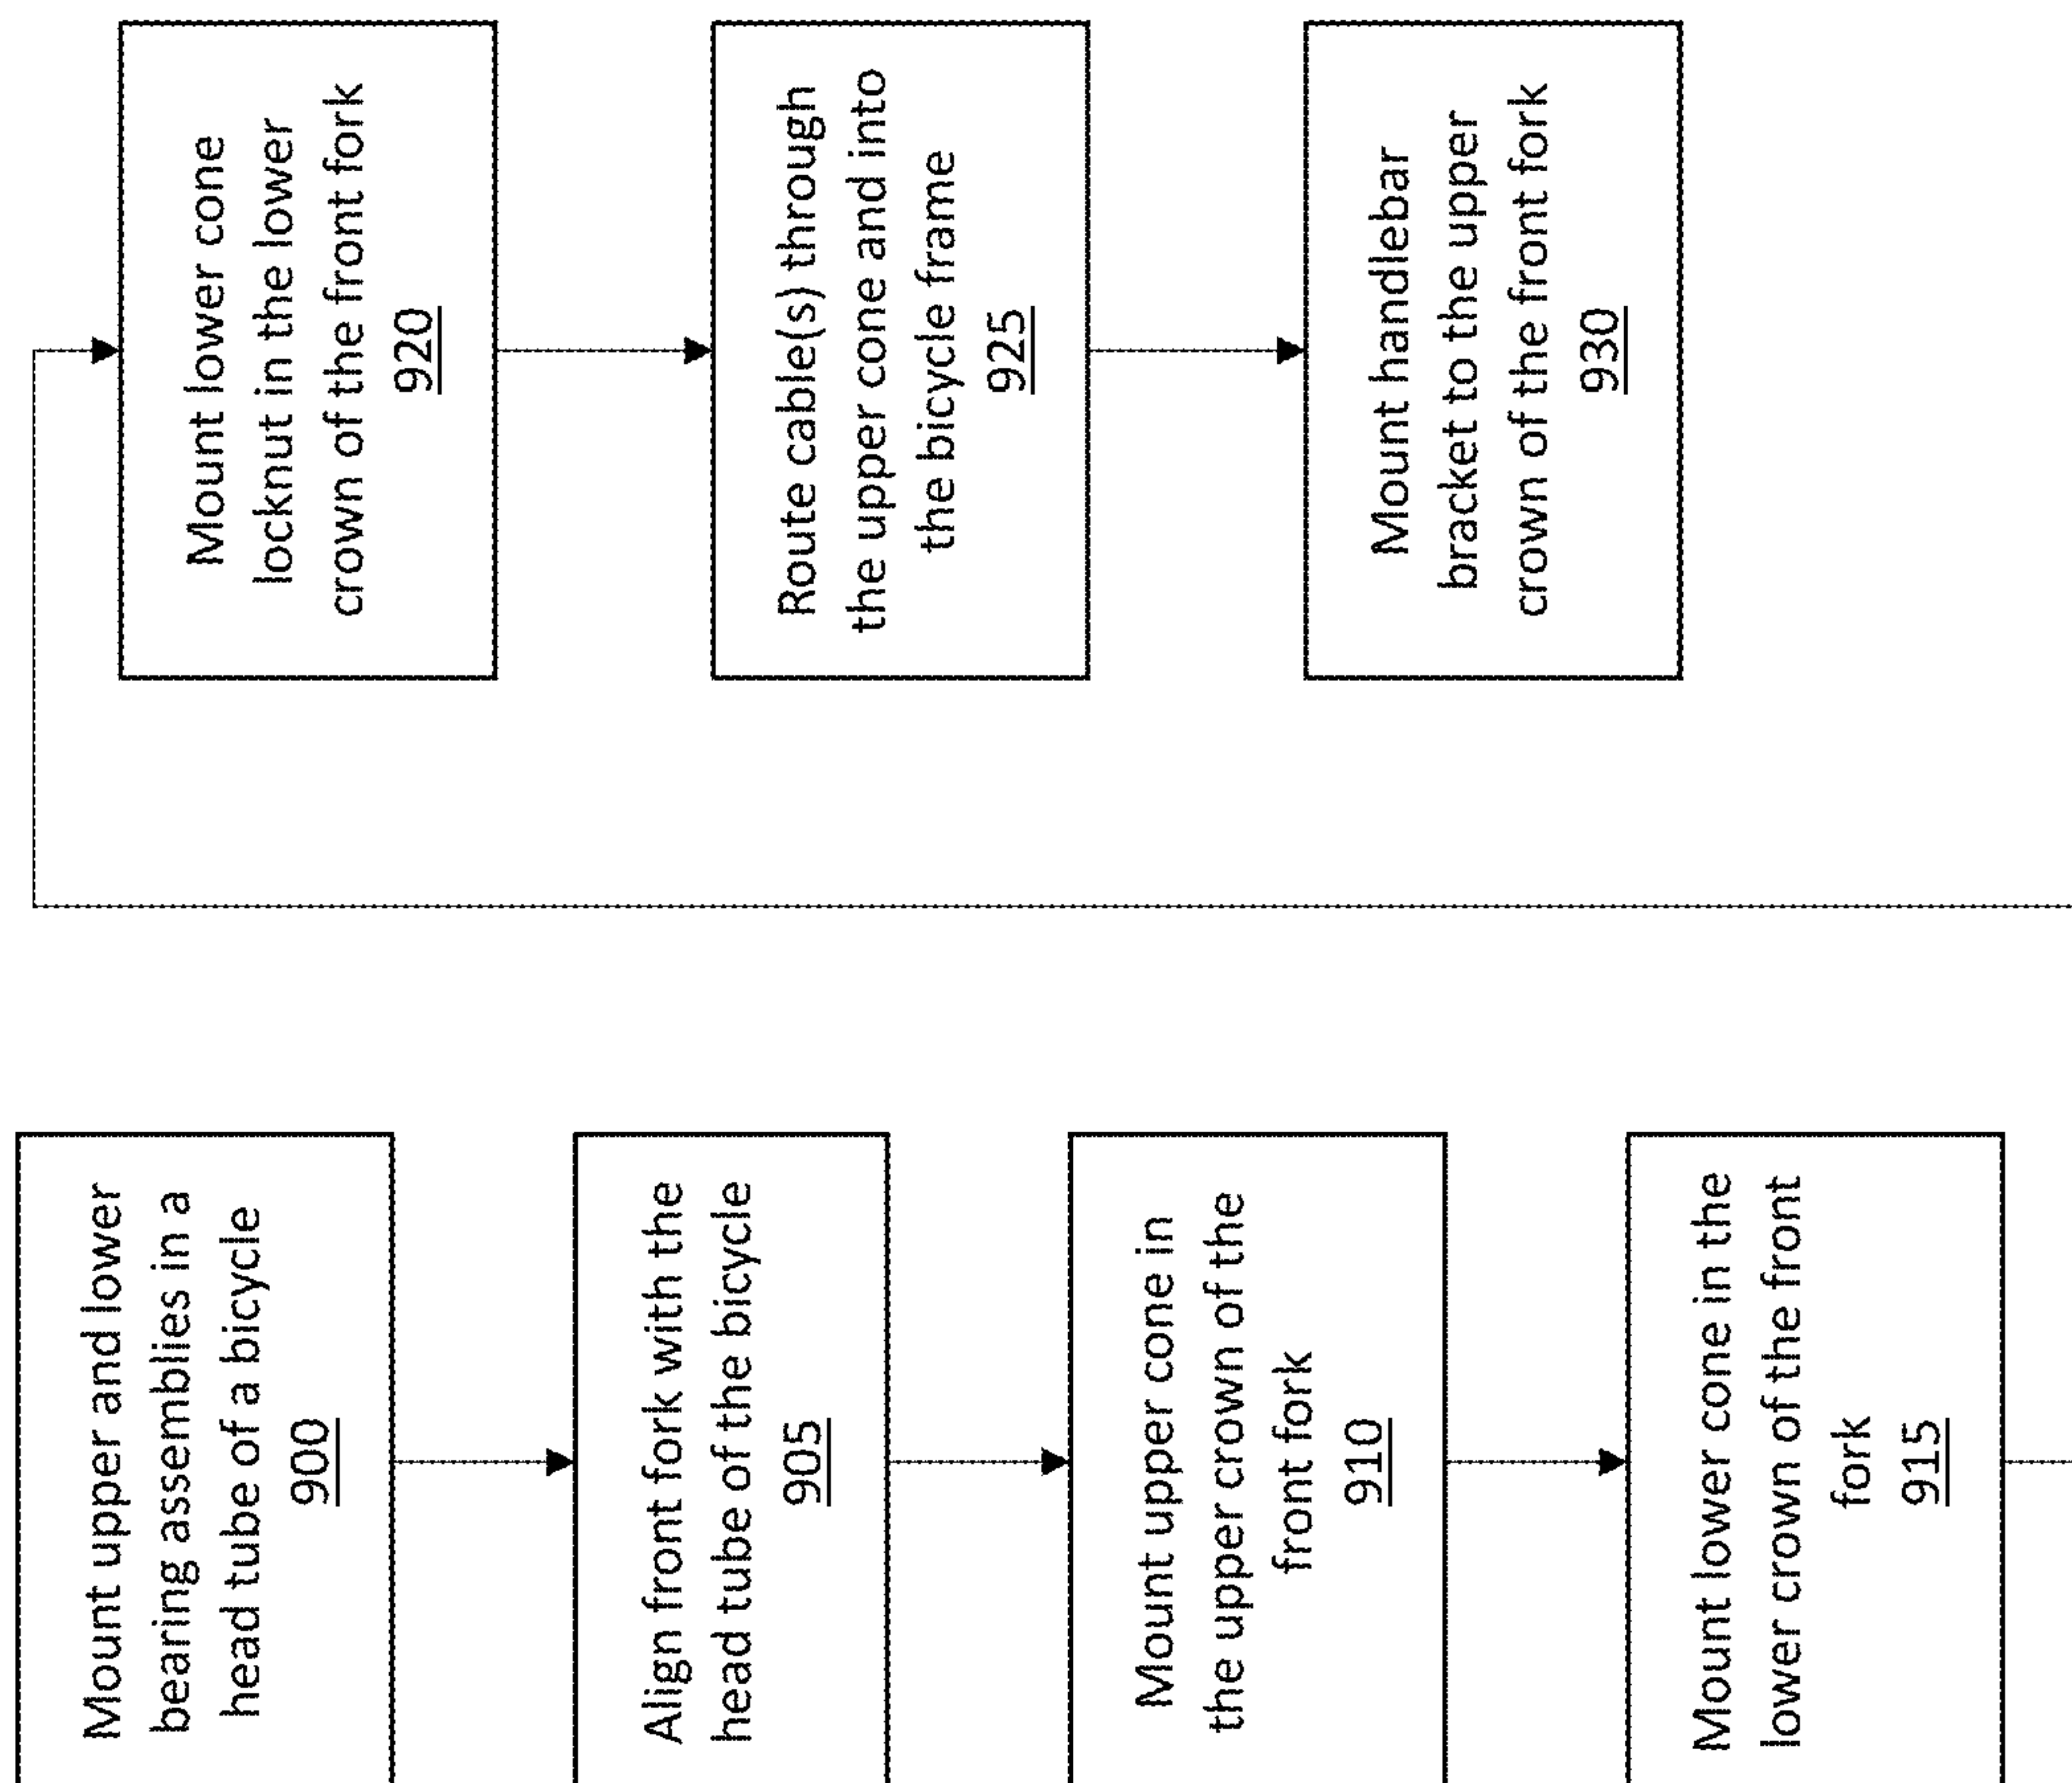 Mount upper and lower
bearing assemblies in a
head tube of a bicycle
900
Align front fork with the
head tube of the bicycle
905
Mount upper cone in
the upper crown of the
front fork
910
Mount lower cone in the
lower crown of the front
fork
915
Mount lower cone
locknut in the lower
crown of the front fork
920
Route cable(s) through
the upper cone and into
the bicycle frame
925
Mount handlebar
bracket to the upper
crown of the front fork
930